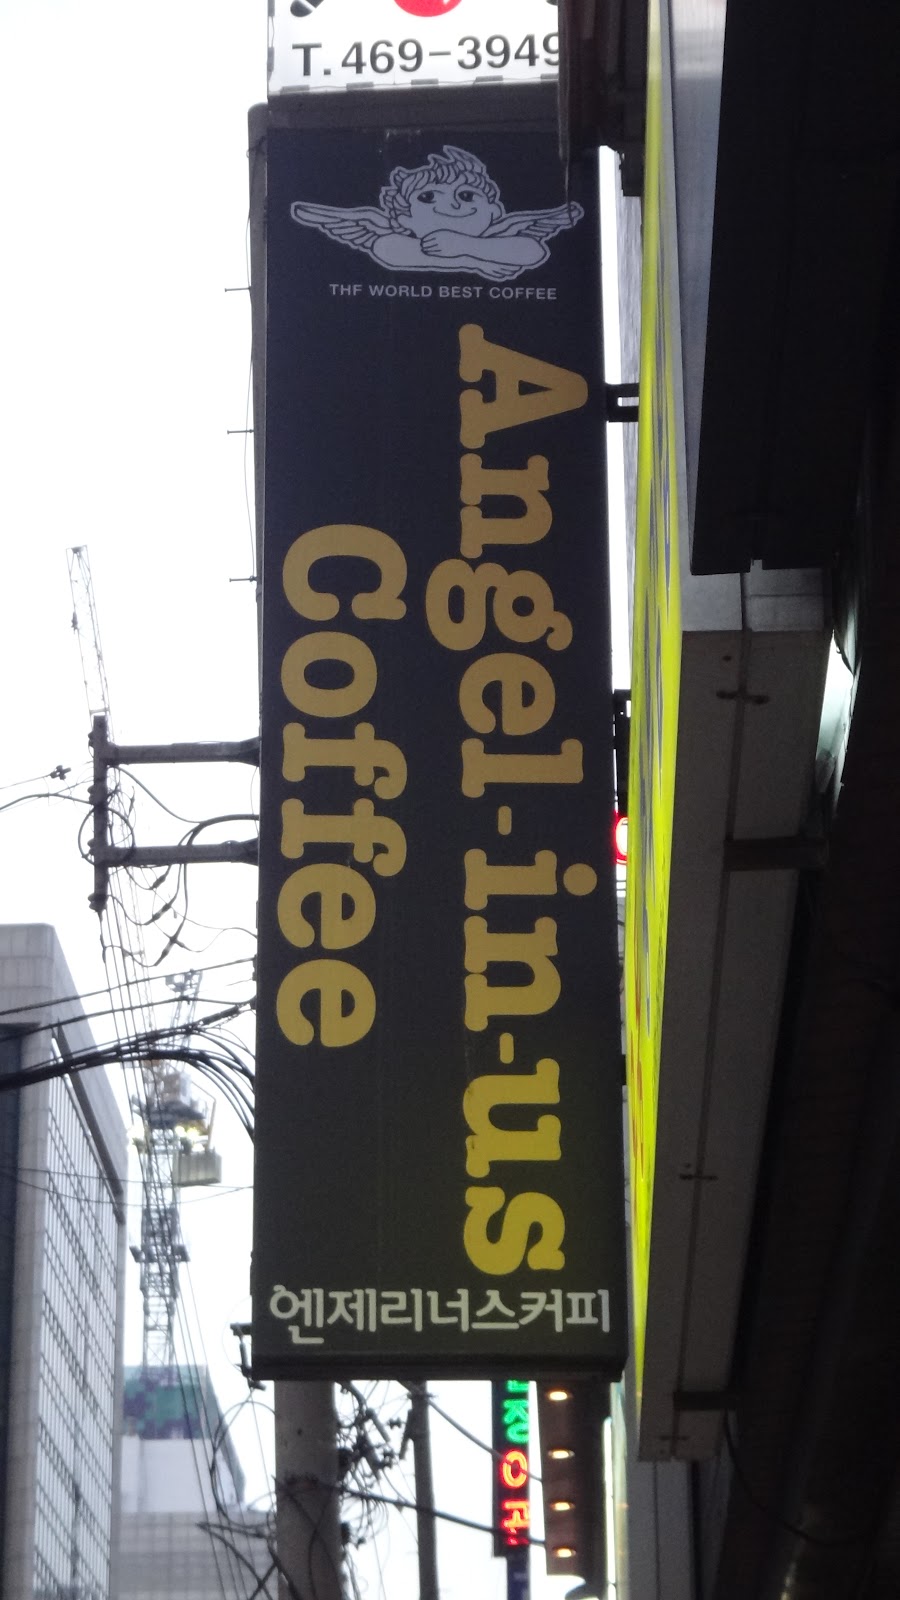 T. 469-3949
THF WORLD BEST COFFEE
Angel-in-us
Coffee
엔제리너스커피